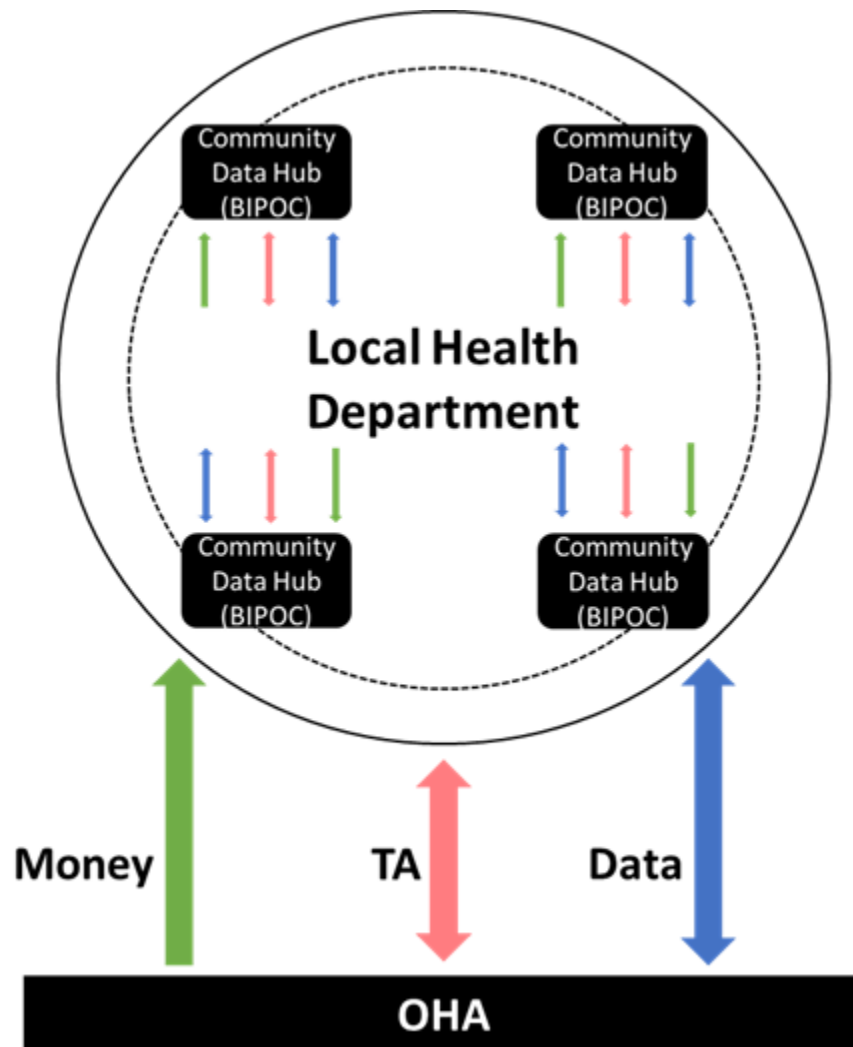 Community
Data Hub
(BIPOC)
Community
Data Hub
(BIPOC)
Local Health
Department
Community
Data Hub
(BIPOC)
Community
Data Hub
(BIPOC)
Money
TA
Data
OHA